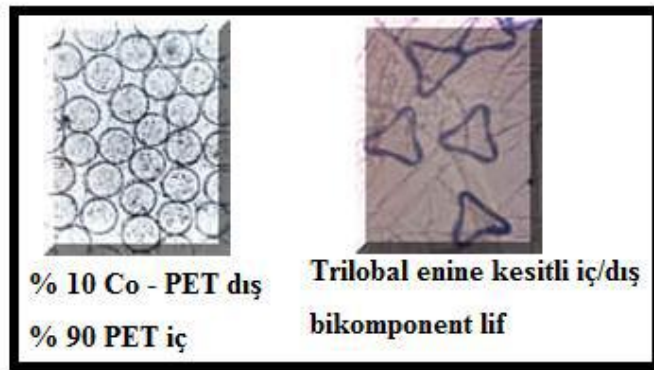 % 10 Co - PET dış
% 90 PET iç
Trilobal enine kesitli iç/dış
bikomponent lif